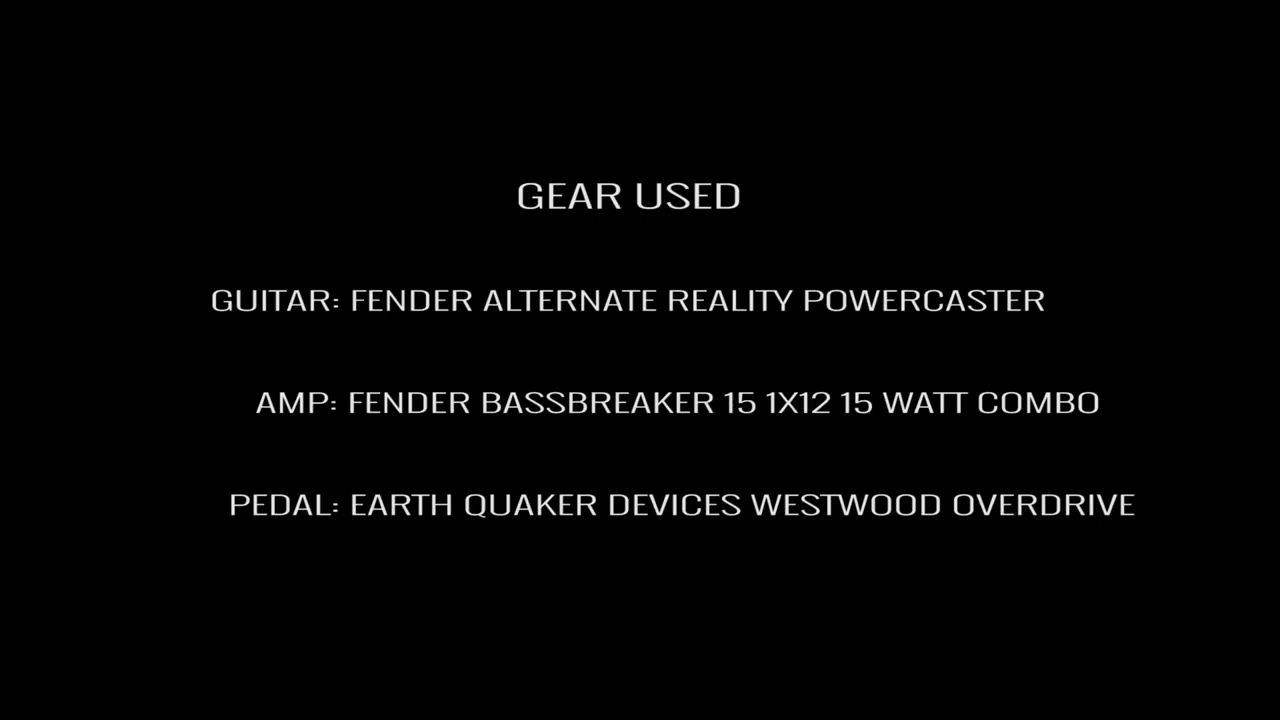 GEAR USED
GUITAR: FENDER ALTERNATE REALITY POWERCASTER
AMP: FENDER BASSBREAKER 15 1X12 15 WATT COMBO
PEDAL: EARTH QUAKER DEVICES WESTWOOD OVERDRIVE